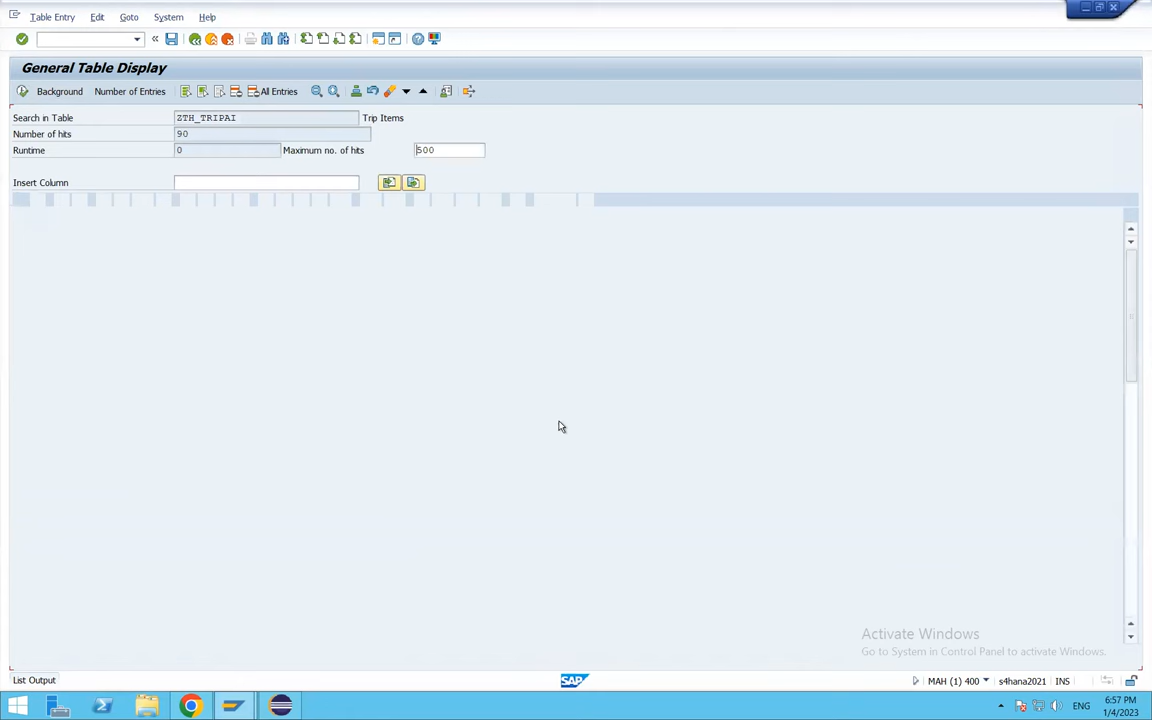 Table Entry Edit Goto System Help
General Table Display
Background Number of Entries All Entries
Search in Table ZTH_TRIPAI Trip Items
Number of hits 90
Runtime 0 Maximum no. of hits 500
Insert Column
Activate Windows
Go to System in Control Panel to activate Windows.
List Output SAP MAH (1) 400 s4hana2021 INS
ENG 6:57 PM
1/4/2023